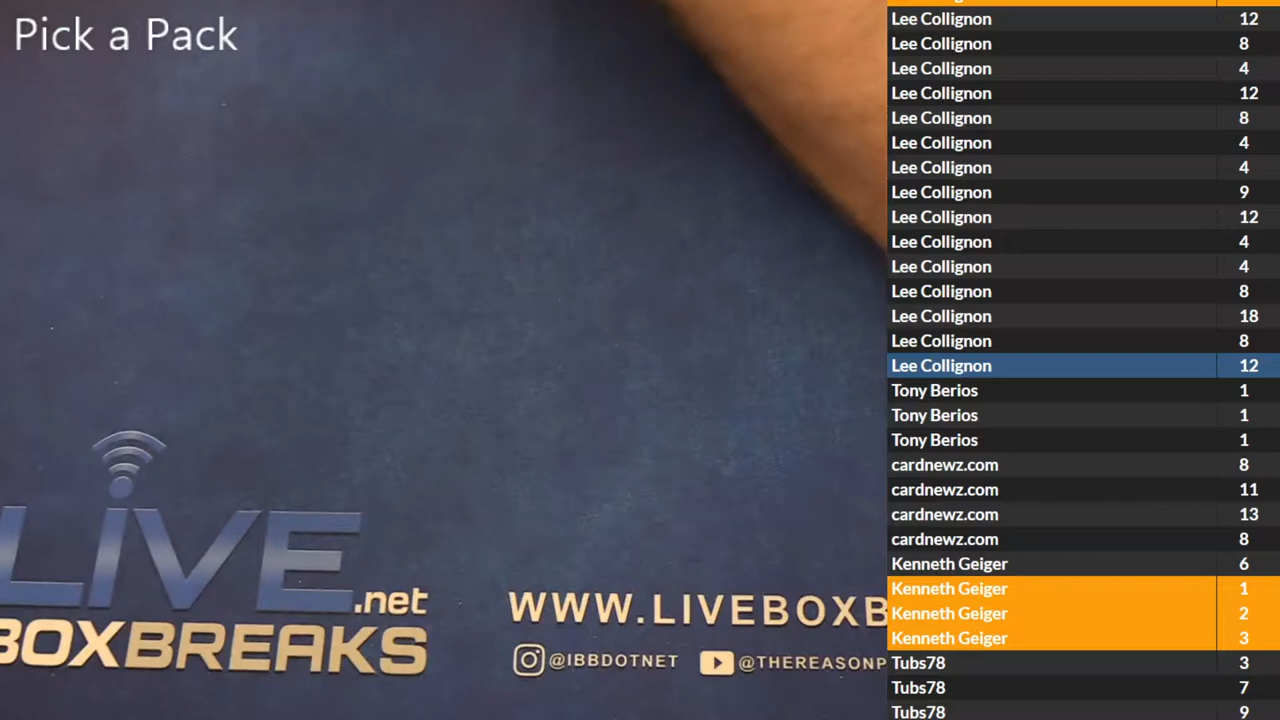 Pick a Pack
LIVE
.net
BOXBREAKS
WWW.LIVEBOXB
@IBBDOTNET
@THEREASONP
Lee Collignon 12
Lee Collignon 8
Lee Collignon 4
Lee Collignon 12
Lee Collignon 8
Lee Collignon 4
Lee Collignon 4
Lee Collignon 9
Lee Collignon 12
Lee Collignon 4
Lee Collignon 4
Lee Collignon 8
Lee Collignon 18
Lee Collignon 8
Lee Collignon 12
Tony Berios 1
Tony Berios 1
Tony Berios 1
cardnewz.com 8
cardnewz.com 11
cardnewz.com 13
cardnewz.com 8
Kenneth Geiger 6
Kenneth Geiger 1
Kenneth Geiger 2
Kenneth Geiger 3
Tubs78 3
Tubs78 7
Tubs78 9